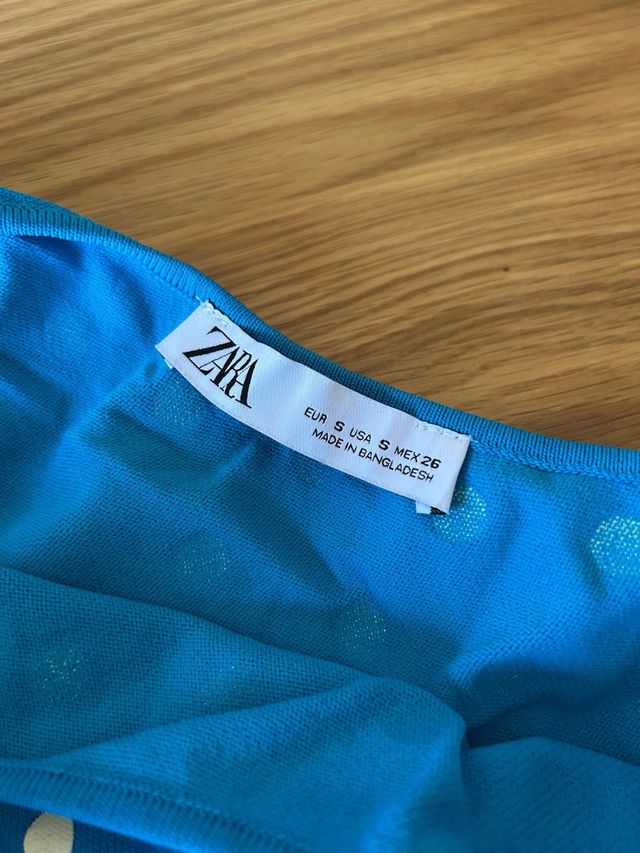 ZARA
EUR S USA S MEX 26
MADE IN BANGLADESH